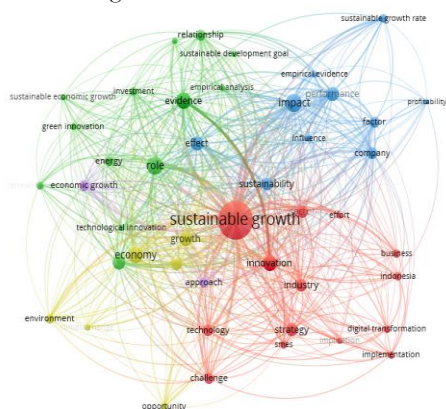 sustainable growth rate
relationship
sustainable development goal
empirical evidence
empirical analysis
investment
performance
sustainable economic growth
evidence
impact
profitability
factor
green innovation
effect
influence
company
energy
role
economic growth
sustainability
sustainable growth
effort
technological innovation
growth
economy
innovation
business
approach
industry
indonesia
environment
technology
strategy
digital transformation
smes
implementation
challenge
opportunity